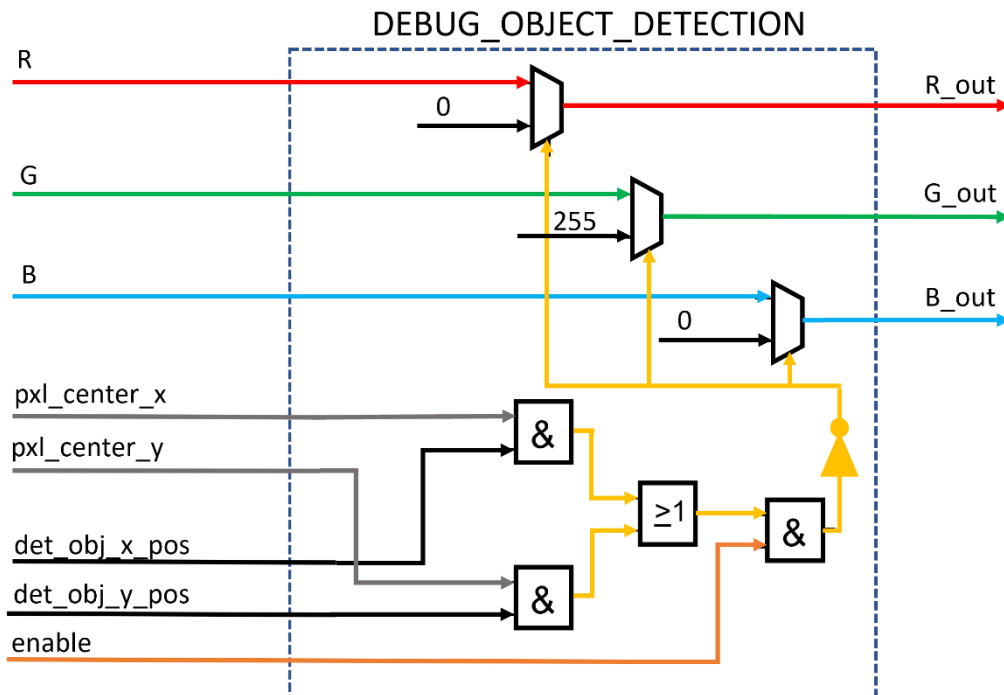 DEBUG_OBJECT_DETECTION
R
R_out
0
G
G_out
255
B
B_out
0
pxl_center_x
&
pxl_center_y
≥1
&
det_obj_x_pos
&
det_obj_y_pos
enable